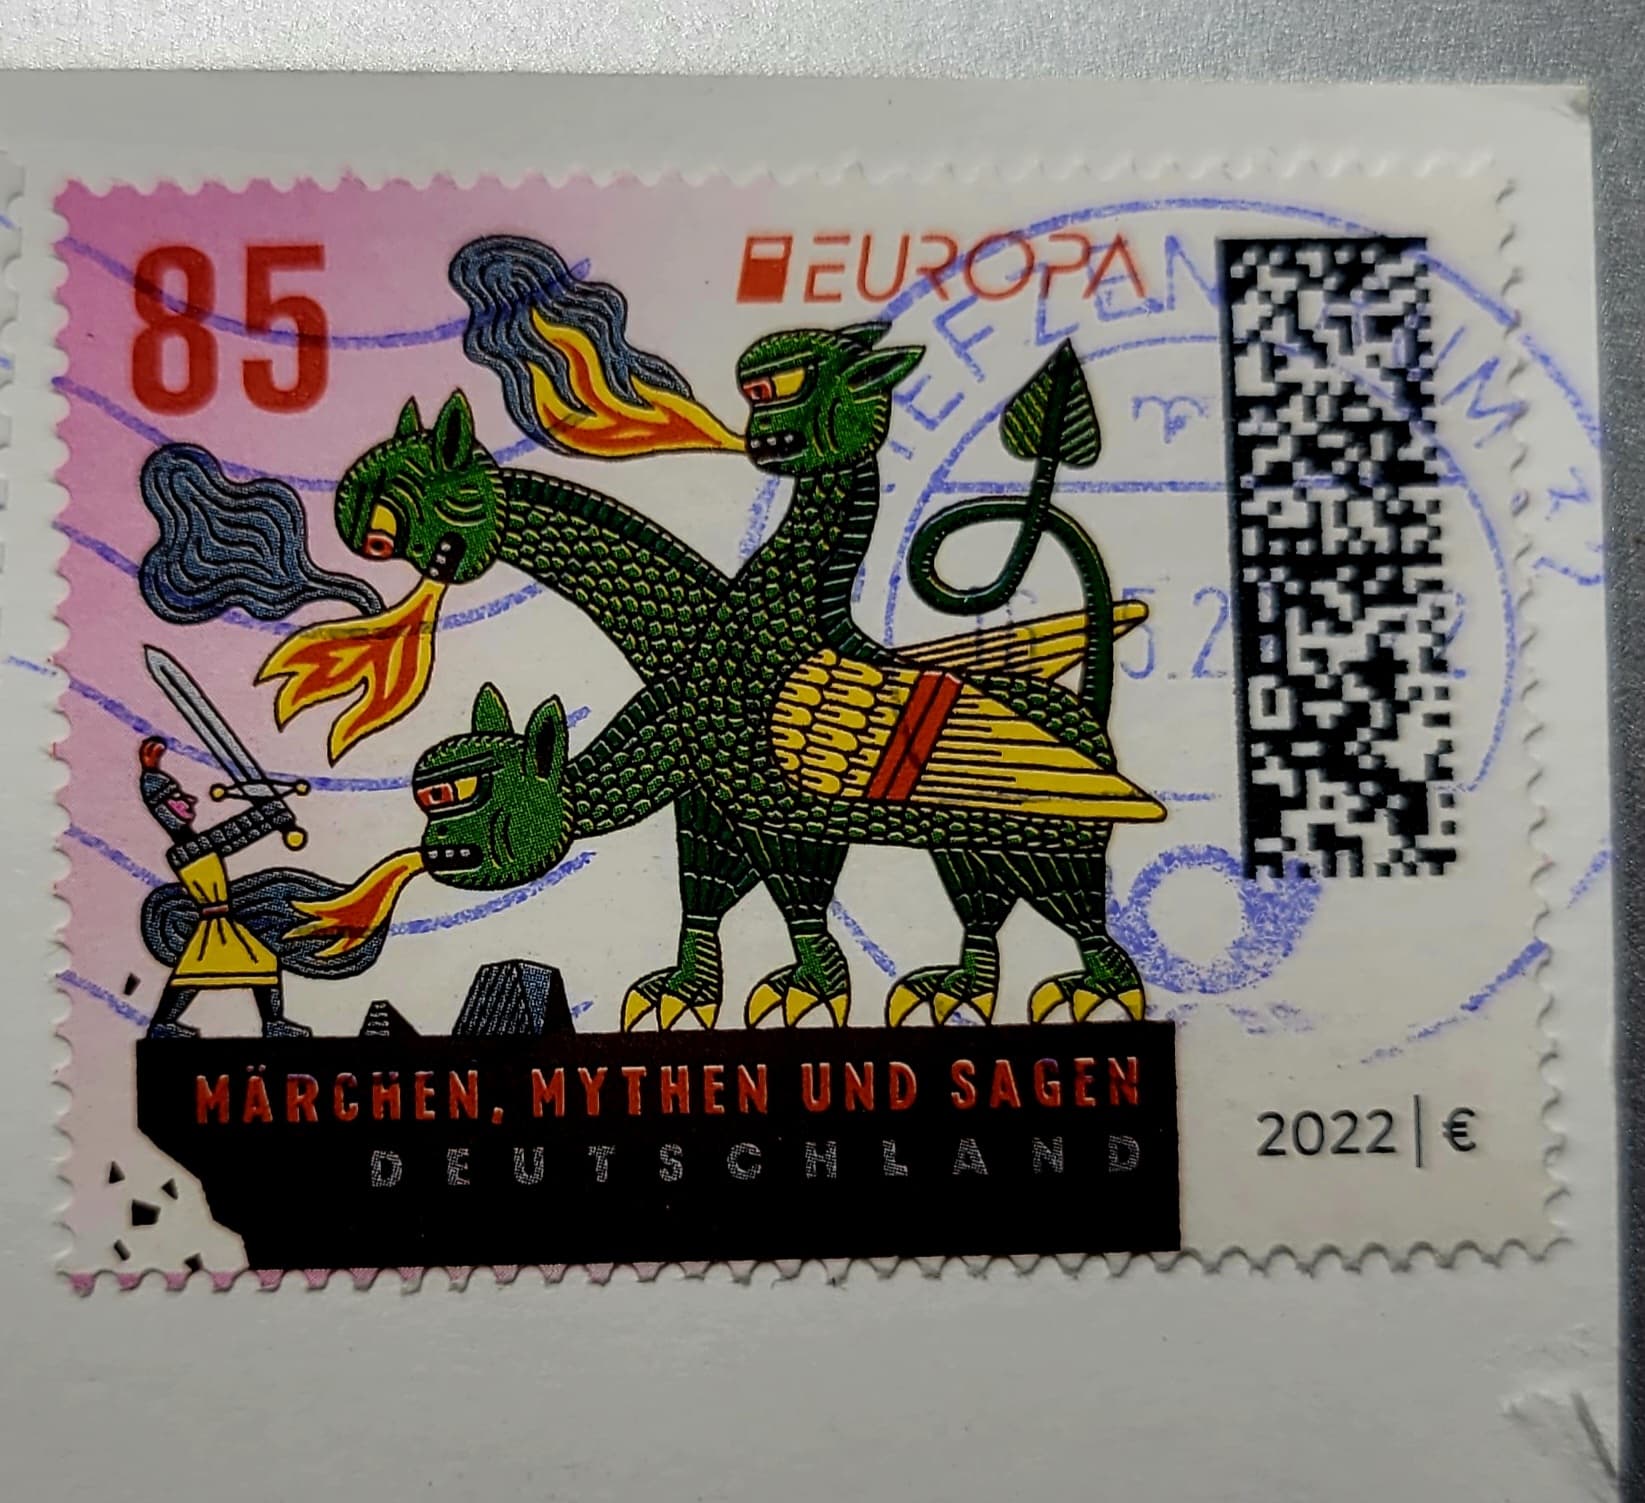 85
EUROPA
MÄRCHEN, MYTHEN UND SAGEN
DEUTSCHLAND
2022 | €